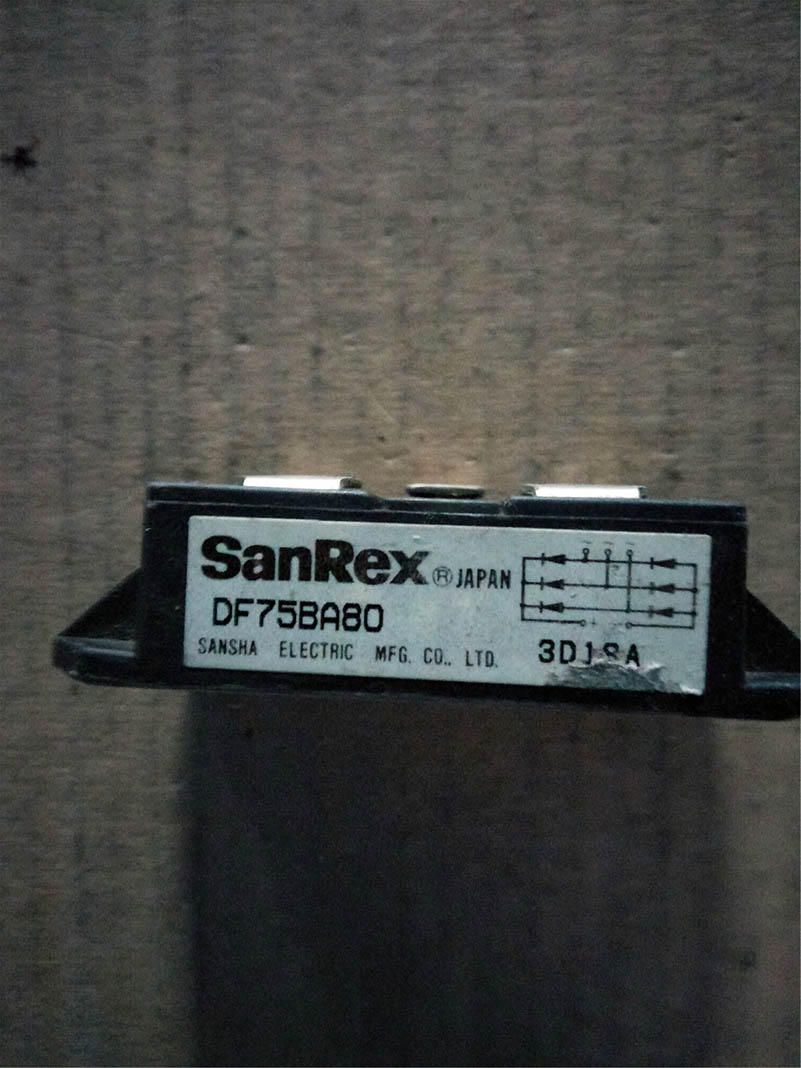 SanRex® JAPAN
DF75BA80
SANSHA ELECTRIC MFG. CO., LTD.